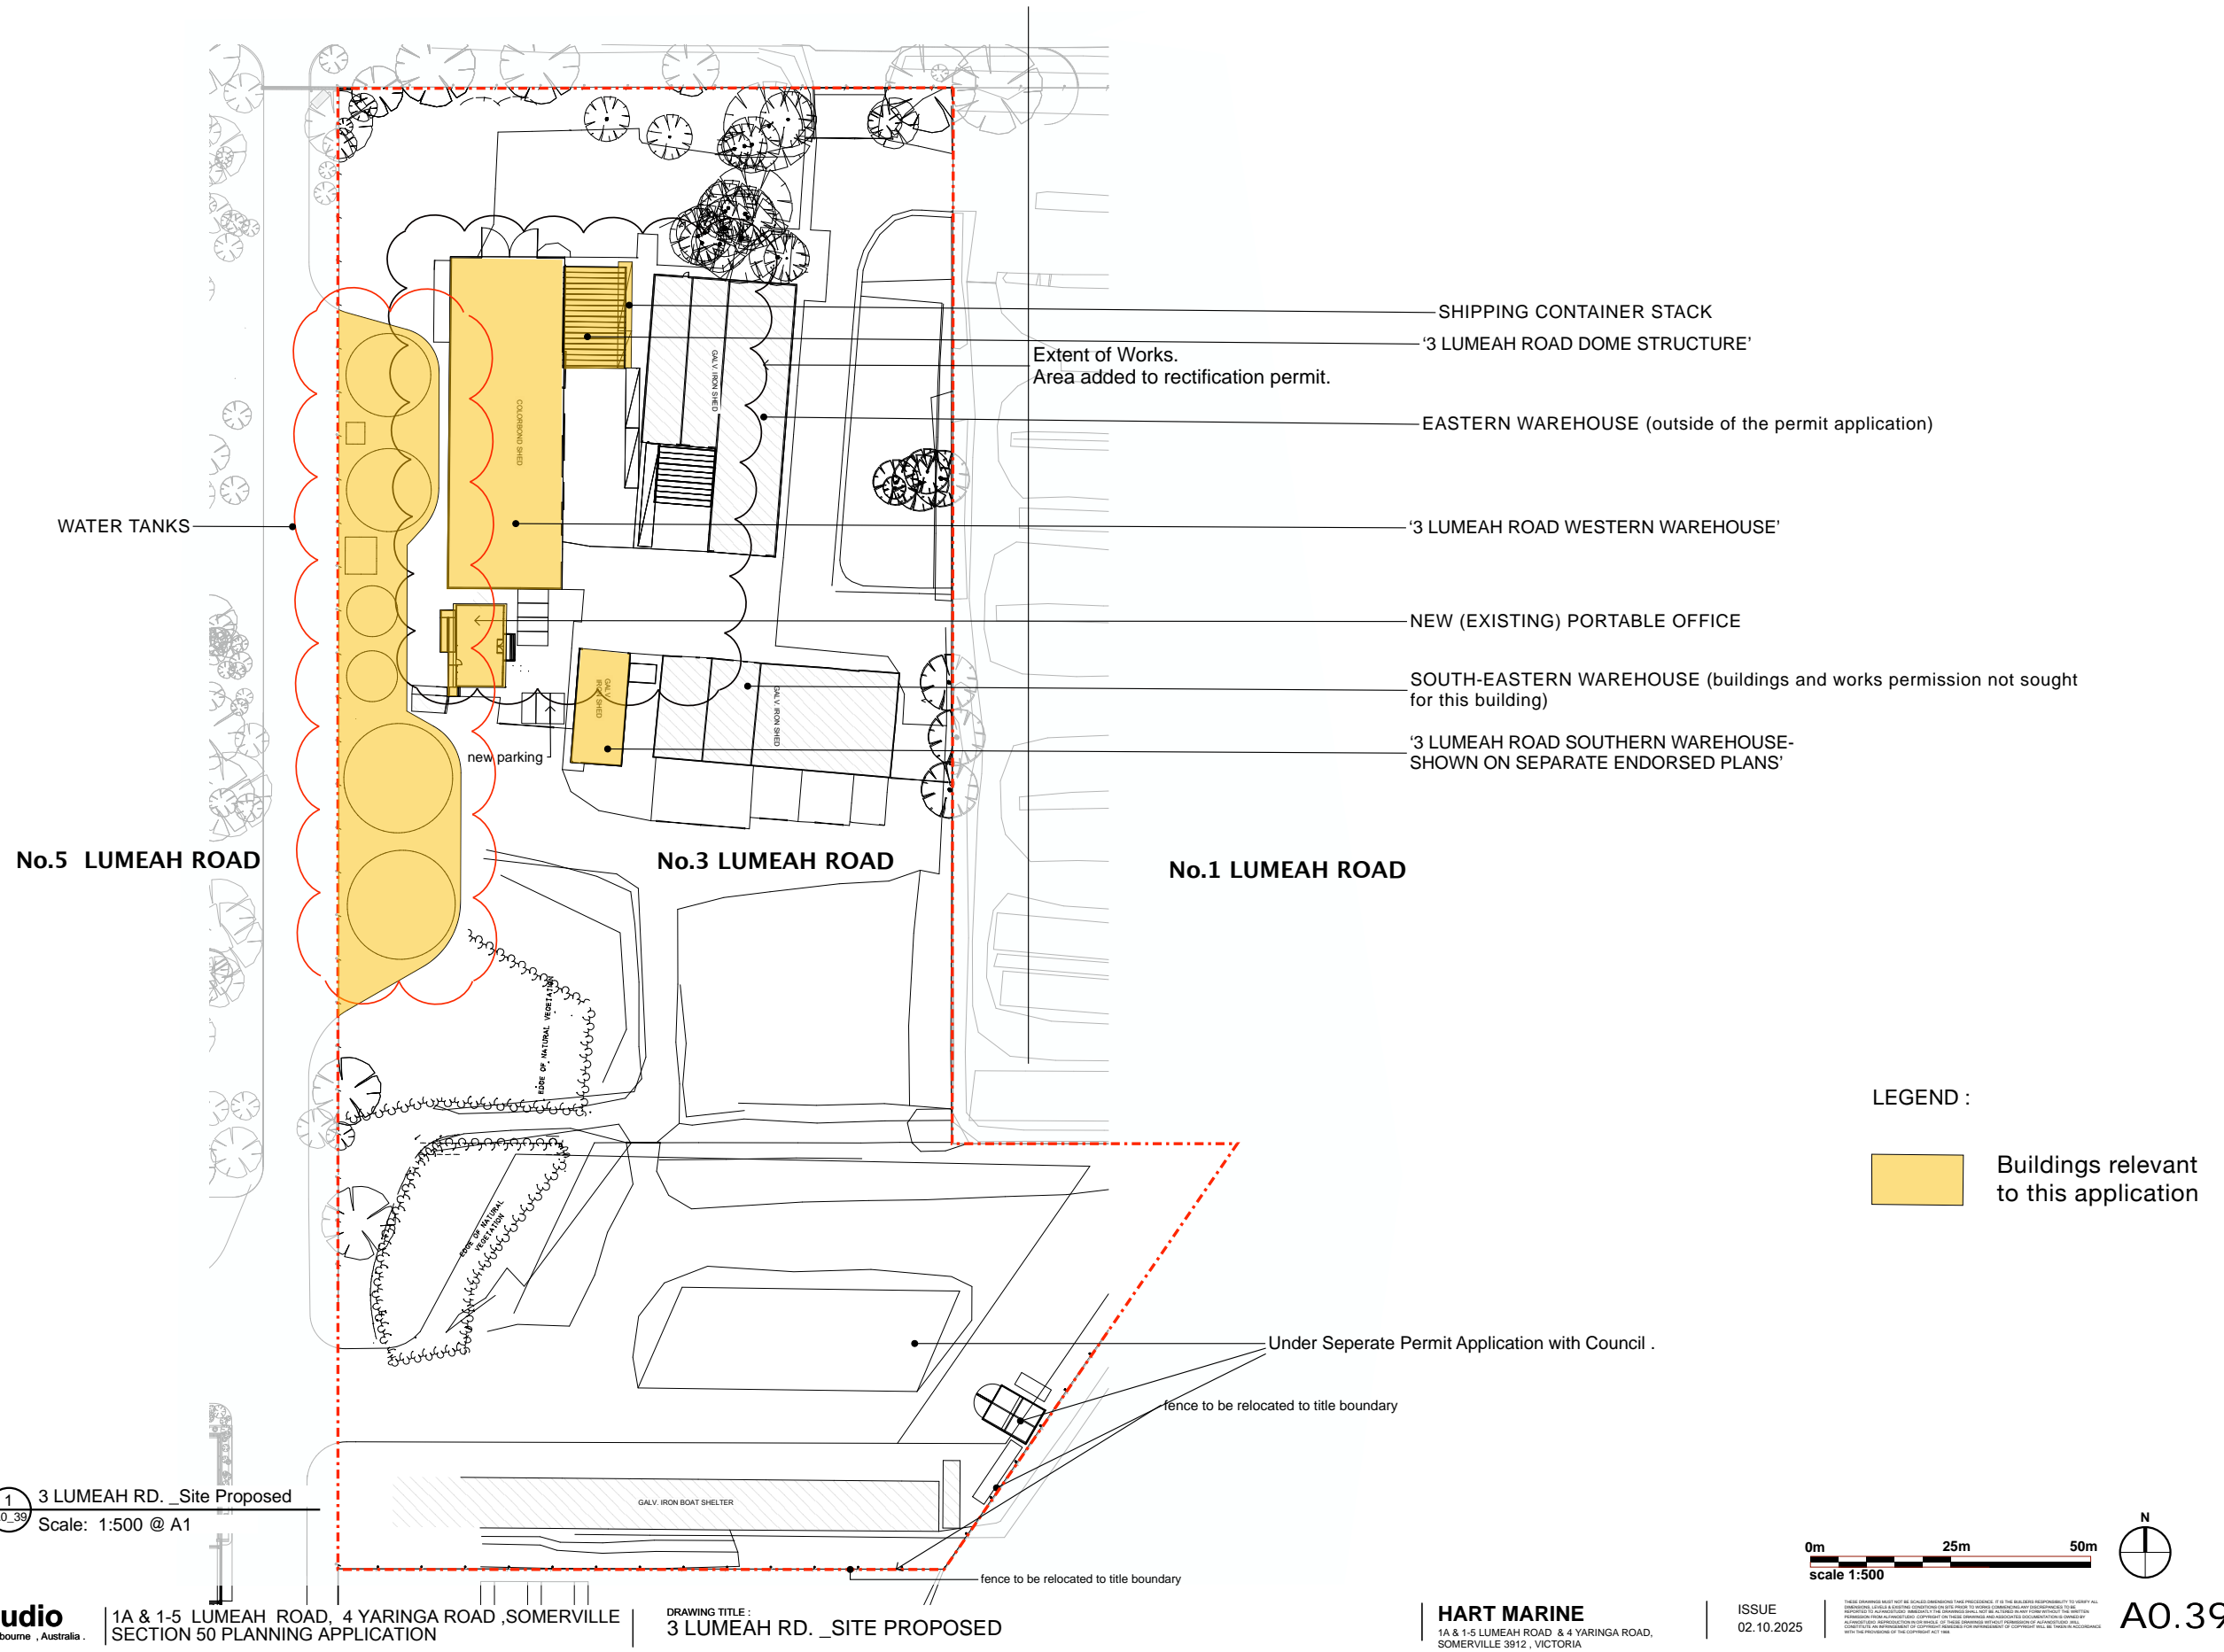 SHIPPING CONTAINER STACK
‘3 LUMEAH ROAD DOME STRUCTURE’
Extent of Works.
Area added to rectification permit.
EASTERN WAREHOUSE (outside of the permit application)
WATER TANKS
‘3 LUMEAH ROAD WESTERN WAREHOUSE’
NEW (EXISTING) PORTABLE OFFICE
SOUTH-EASTERN WAREHOUSE (buildings and works permission not sought
for this building)
‘3 LUMEAH ROAD SOUTHERN WAREHOUSE-
SHOWN ON SEPARATE ENDORSED PLANS’
COLORBOND SHED
GALV. IRON SHED
GALV.
IRON SHED
GALV. IRON SHED
new parking
No.5 LUMEAH ROAD
No.3 LUMEAH ROAD
No.1 LUMEAH ROAD
EDGE OF NATURAL VEGETATION
EDGE OF NATURAL
VEGETATION
LEGEND :
Buildings relevant
to this application
Under Seperate Permit Application with Council .
fence to be relocated to title boundary
GALV. IRON BOAT SHELTER
fence to be relocated to title boundary
1
0_39
3 LUMEAH RD. _Site Proposed
Scale: 1:500 @ A1
0m 25m 50m
scale 1:500
N
udio
bourne , Australia .
1A & 1-5 LUMEAH ROAD, 4 YARINGA ROAD ,SOMERVILLE
SECTION 50 PLANNING APPLICATION
DRAWING TITLE :
3 LUMEAH RD. _SITE PROPOSED
HART MARINE
1A & 1-5 LUMEAH ROAD & 4 YARINGA ROAD,
SOMERVILLE 3912 , VICTORIA
ISSUE
02.10.2025
A0.39